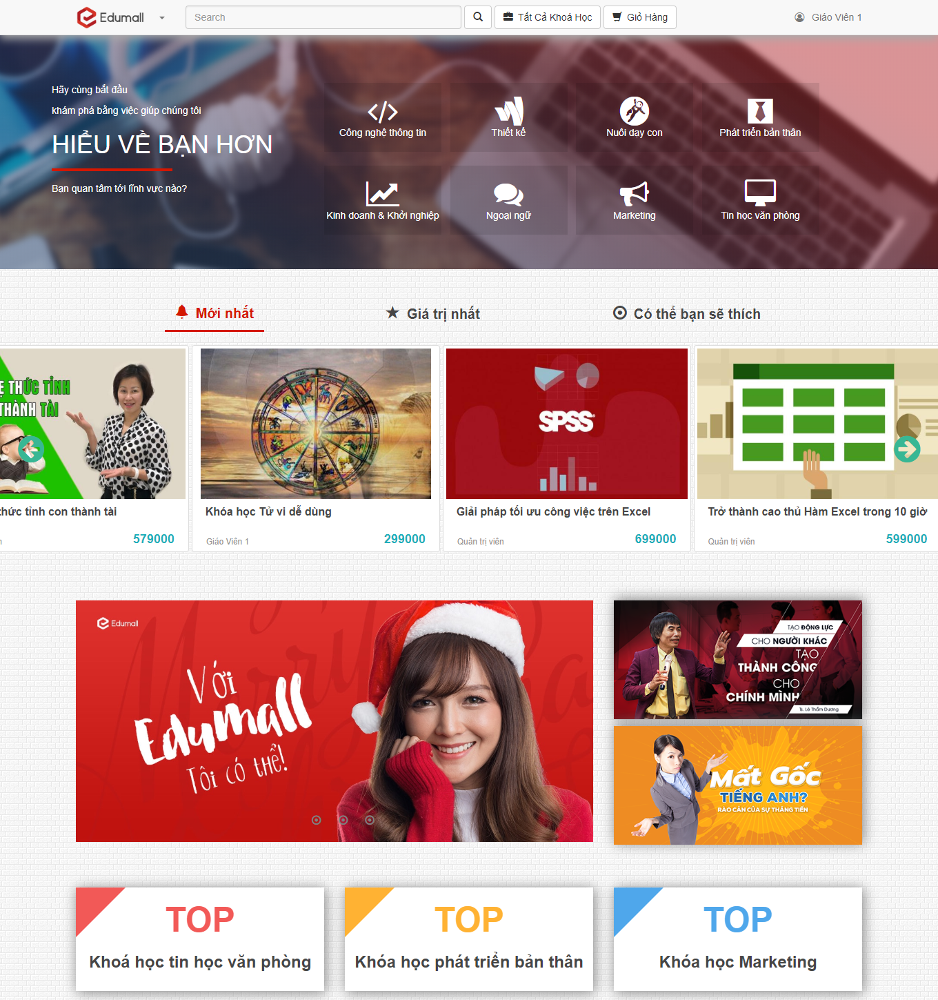 Edumall
Search
Tất Cả Khoá Học
Giỏ Hàng
Giáo Viên 1
Hãy cùng bắt đầu
khám phá bằng việc giúp chúng tôi
HIỂU VỀ BẠN HƠN
Bạn quan tâm tới lĩnh vực nào?
Công nghệ thông tin
Thiết kế
Nuôi dạy con
Phát triển bản thân
Kinh doanh & Khởi nghiệp
Ngoại ngữ
Marketing
Tin học văn phòng
Mới nhất
Giá trị nhất
Có thể bạn sẽ thích
THỨC TỈNH
THÀNH TÀI
thức tỉnh con thành tài
579000
Khóa học Tử vi dễ dùng
Giáo Viên 1
299000
SPSS
Giải pháp tối ưu công việc trên Excel
Quản trị viên
699000
Trở thành cao thủ Hàm Excel trong 10 giờ
Quản trị viên
599000
Edumall
Với
Edumall
Tôi có thể!
TẠO ĐỘNG LỰC
CHO NGƯỜI KHÁC
TẠO
THÀNH CÔNG
CHO
CHÍNH MÌNH
Ts. Lê Thẩm Dương
Mất Gốc
TIẾNG ANH?
RÀO CẢN CỦA SỰ THĂNG TIẾN
TOP
Khoá học tin học văn phòng
TOP
Khóa học phát triển bản thân
TOP
Khóa học Marketing